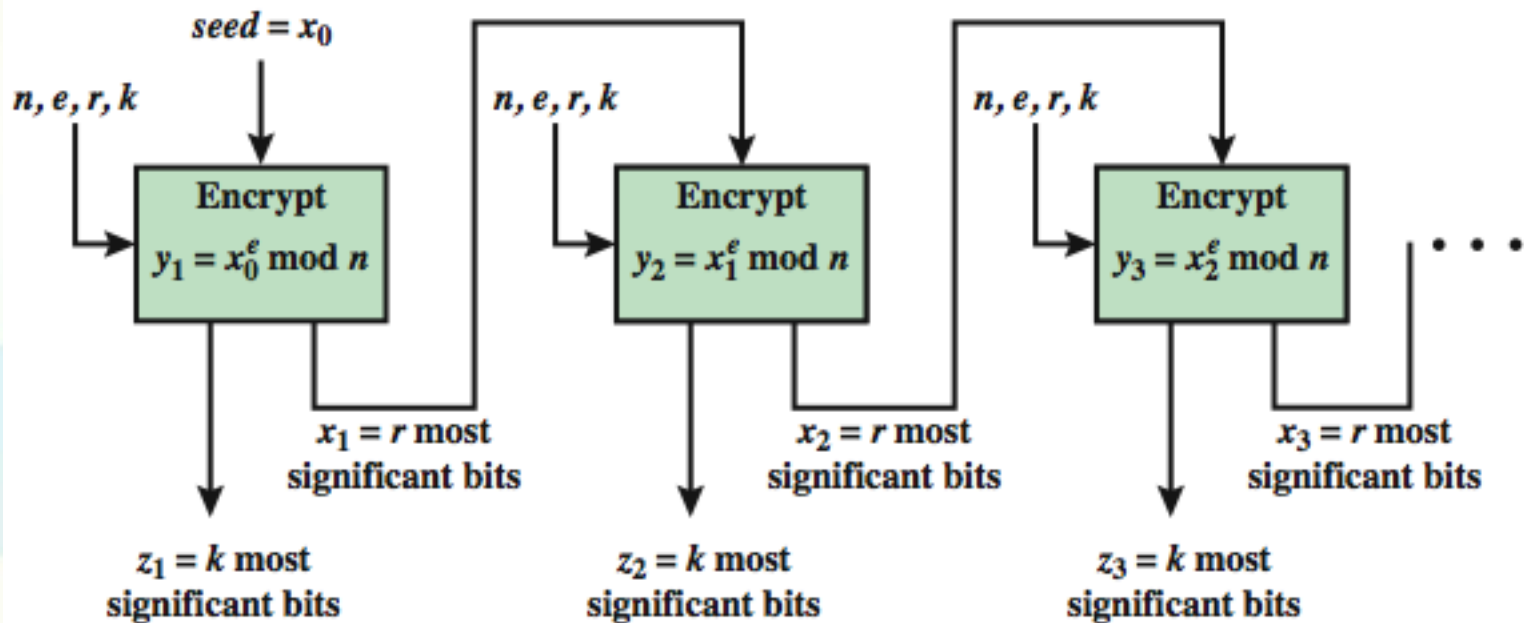 seed = x₀
n, e, r, k
n, e, r, k
n, e, r, k
Encrypt
y₁ = x₀ᵉ mod n
Encrypt
y₂ = x₁ᵉ mod n
Encrypt
y₃ = x₂ᵉ mod n
• • •
x₁ = r most
significant bits
x₂ = r most
significant bits
x₃ = r most
significant bits
z₁ = k most
significant bits
z₂ = k most
significant bits
z₃ = k most
significant bits